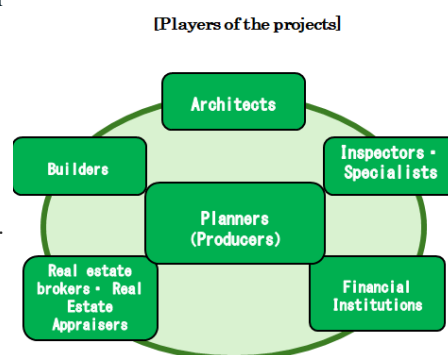 [Players of the projects]
Architects
Builders
Inspectors・
Specialists
Planners
(Producers)
Real estate
brokers・ Real
Estate
Appraisers
Financial
Institutions